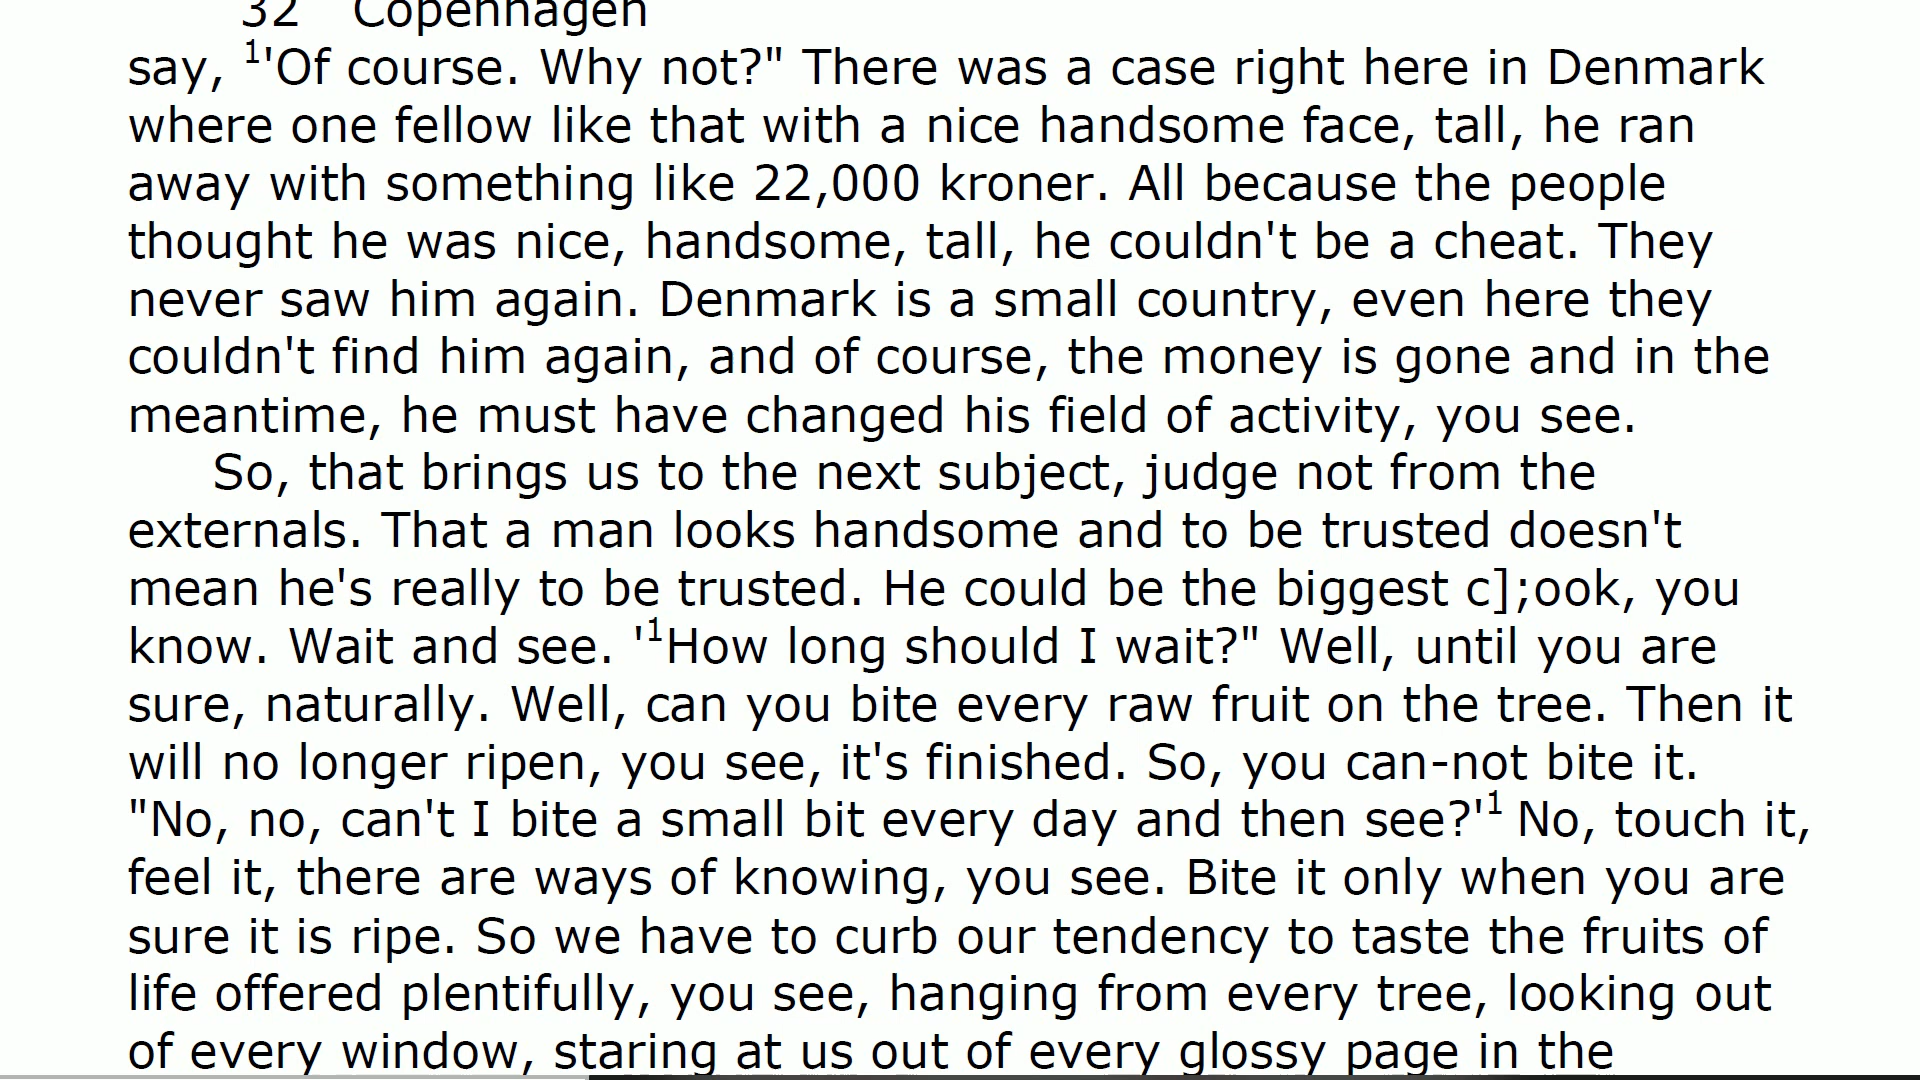 32 Copenhagen
say, 1'Of course. Why not?" There was a case right here in Denmark
where one fellow like that with a nice handsome face, tall, he ran
away with something like 22,000 kroner. All because the people
thought he was nice, handsome, tall, he couldn't be a cheat. They
never saw him again. Denmark is a small country, even here they
couldn't find him again, and of course, the money is gone and in the
meantime, he must have changed his field of activity, you see.
So, that brings us to the next subject, judge not from the
externals. That a man looks handsome and to be trusted doesn't
mean he's really to be trusted. He could be the biggest c];ook, you
know. Wait and see. '1How long should I wait?" Well, until you are
sure, naturally. Well, can you bite every raw fruit on the tree. Then it
will no longer ripen, you see, it's finished. So, you can-not bite it.
"No, no, can't I bite a small bit every day and then see?'1 No, touch it,
feel it, there are ways of knowing, you see. Bite it only when you are
sure it is ripe. So we have to curb our tendency to taste the fruits of
life offered plentifully, you see, hanging from every tree, looking out
of every window, staring at us out of every glossy page in the